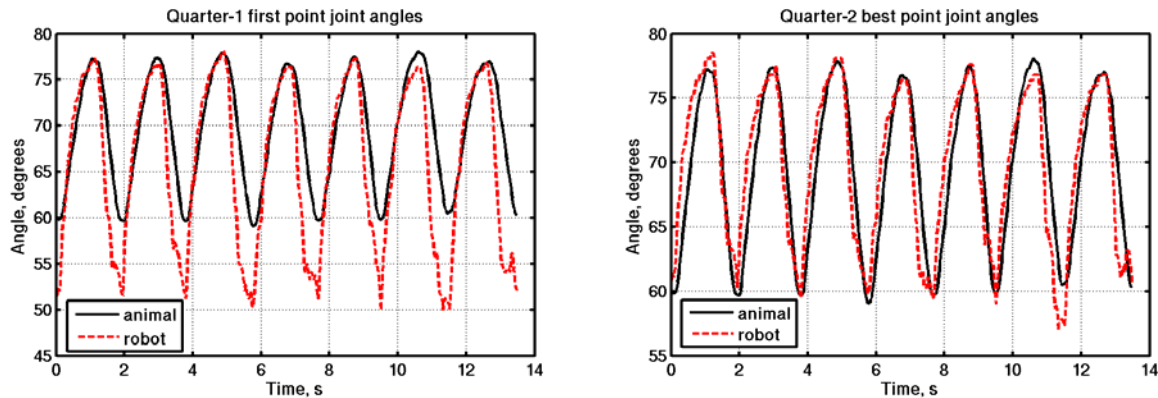 Quarter-1 first point joint angles
80
75
70
65
60
55
50
45
Angle, degrees
animal
robot
0 2 4 6 8 10 12 14
Time, s
Quarter-2 best point joint angles
80
75
70
65
60
55
Angle, degrees
animal
robot
0 2 4 6 8 10 12 14
Time, s